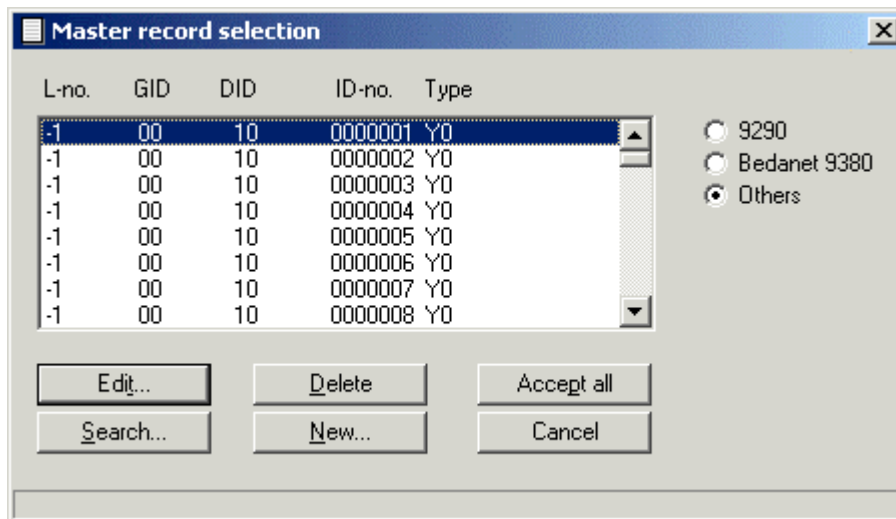 Master record selection
L-no. GID DID ID-no. Type
-1 00 10 0000001 Y0
-1 00 10 0000002 Y0
-1 00 10 0000003 Y0
-1 00 10 0000004 Y0
-1 00 10 0000005 Y0
-1 00 10 0000006 Y0
-1 00 10 0000007 Y0
-1 00 10 0000008 Y0
9290
Bedanet 9380
Others
Edit... Delete Accept all
Search... New... Cancel